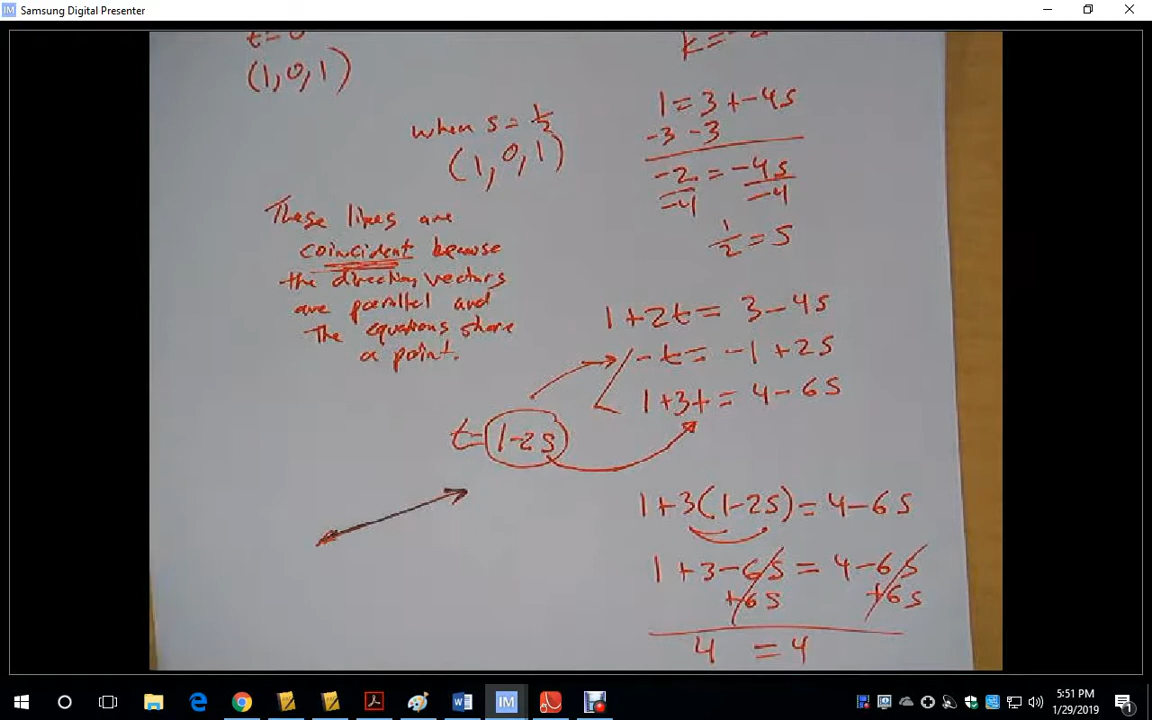 Samsung Digital Presenter
t=0
(1,0,1)
when s = 1/2
(1,0,1)
These lines are
coincident because
the direction vectors
are parallel and
The equations share
a point.
t=1-2s
k=-2
1=3+-4s
-3 -3
-2/-4 = -4s/-4
1/2=s
1+2t = 3-4s
-t = -1+2s
1+3t = 4-6s
1+3(1-2s)=4-6s
1+3-6s = 4-6s
+6s +6s
4 = 4
5:51 PM
1/29/2019